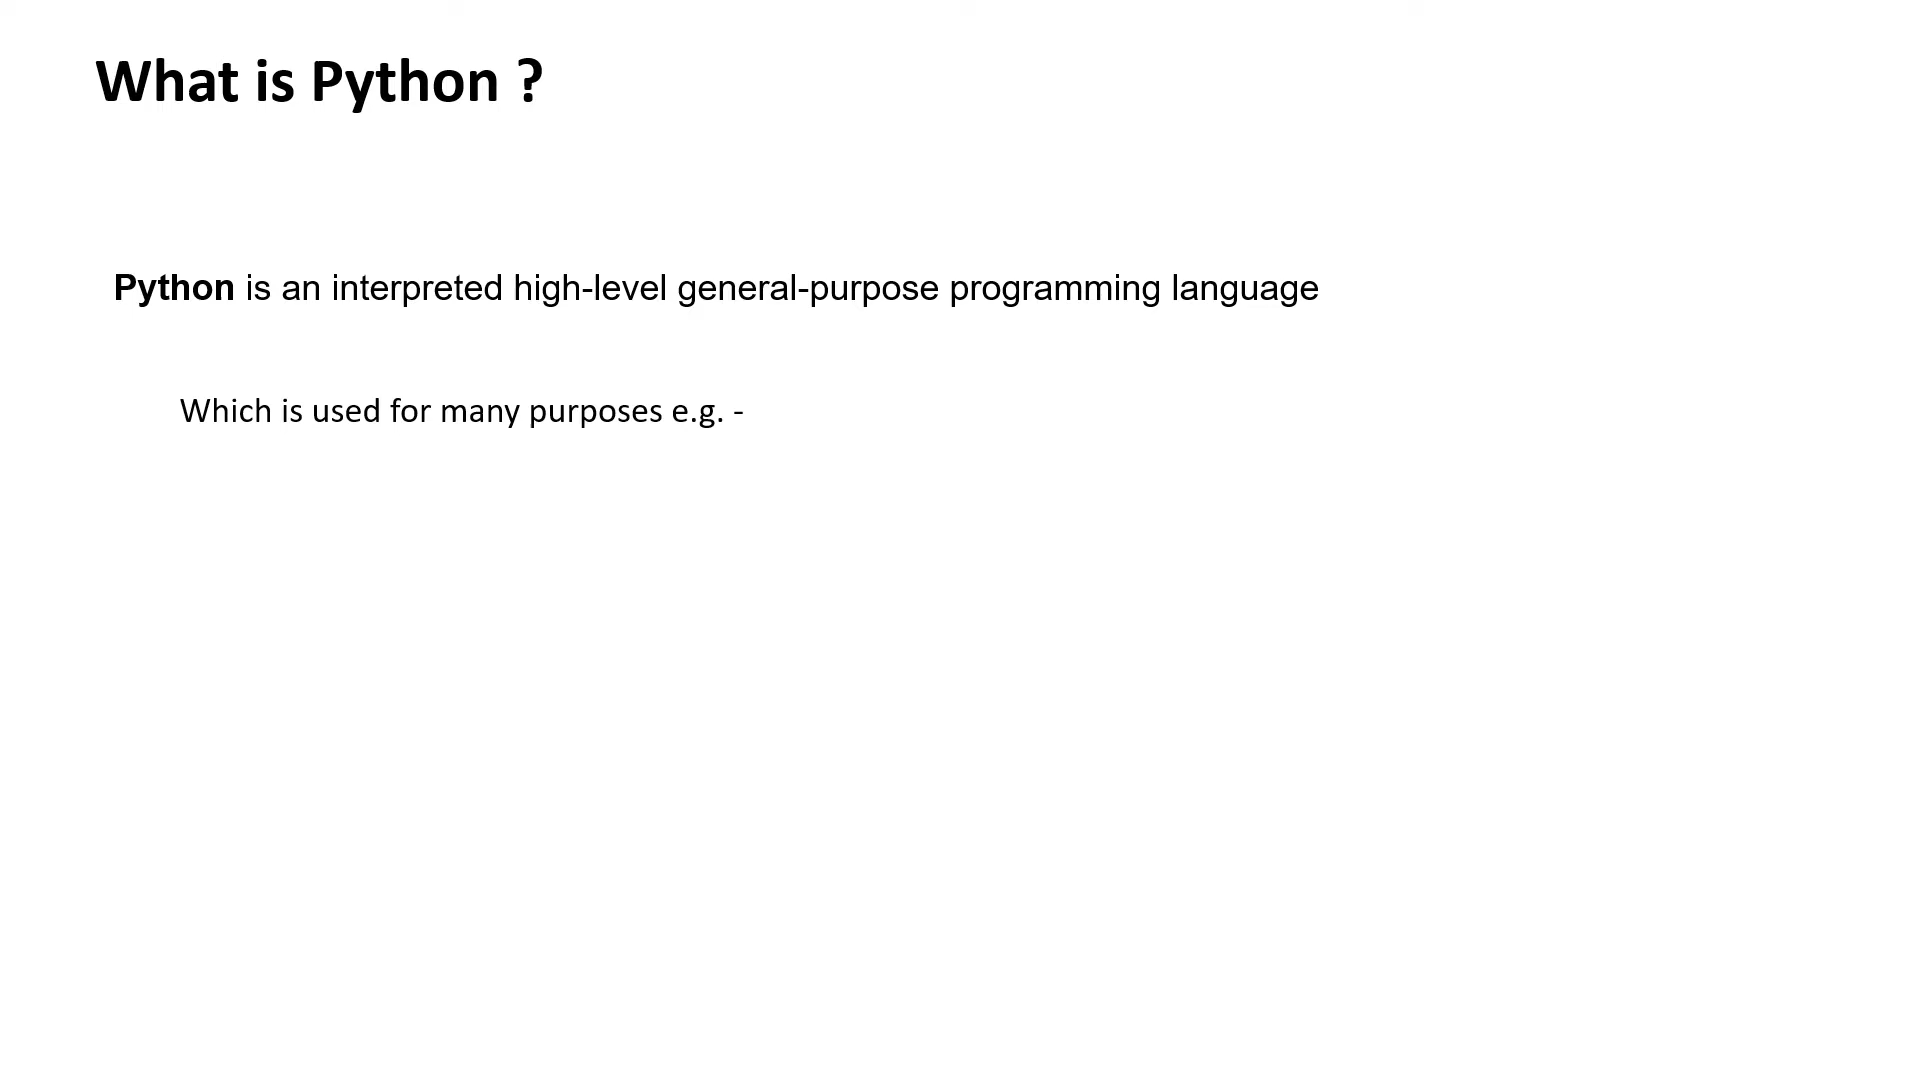 What is Python ?
Python is an interpreted high-level general-purpose programming language
Which is used for many purposes e.g. -